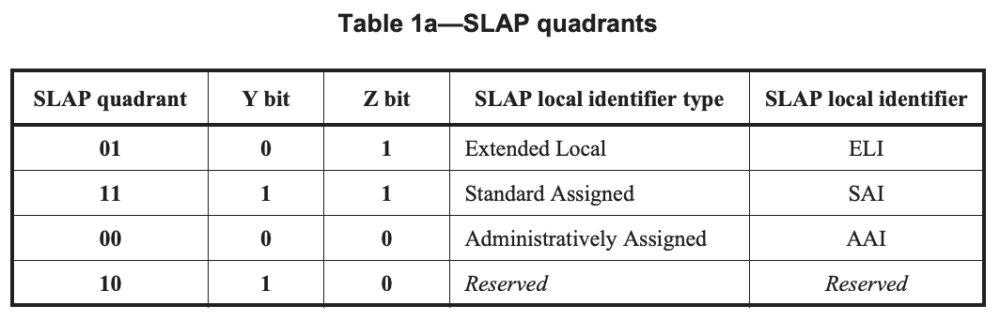 Table 1a—SLAP quadrants
SLAP quadrant Y bit Z bit SLAP local identifier type SLAP local identifier
01 0 1 Extended Local ELI
11 1 1 Standard Assigned SAI
00 0 0 Administratively Assigned AAI
10 1 0 Reserved Reserved